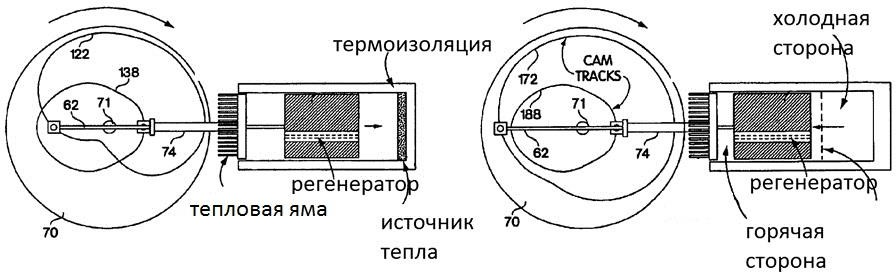 122
138
62
71
74
70
термоизоляция
регенератор
тепловая яма
источник
тепла
CAM
TRACKS
172
188
71
62
74
70
холодная
сторона
регенератор
горячая
сторона